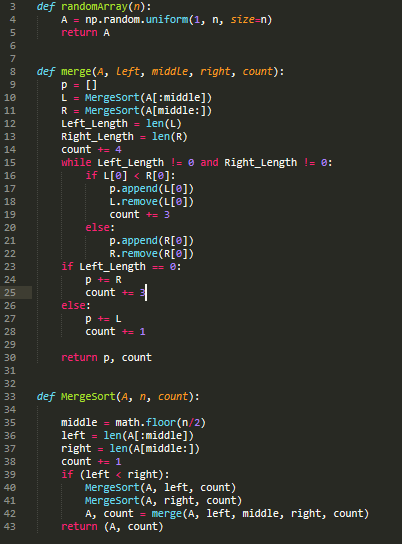 3 def randomArray(n):
4     A = np.random.uniform(1, n, size=n)
5     return A
6
7
8 def merge(A, Left, middle, right, count):
9     p = []
10     L = MergeSort(A[:middle])
11     R = MergeSort(A[middle:])
12     Left_Length = len(L)
13     Right_Length = len(R)
14     count += 4
15     while Left_Length != 0 and Right_Length != 0:
16         if L[0] < R[0]:
17             p.append(L[0])
18             L.remove(L[0])
19             count += 3
20         else:
21             p.append(R[0])
22             R.remove(R[0])
23     if Left_Length == 0:
24         p += R
25         count += 3
26     else:
27         p += L
28         count += 1
29
30     return p, count
31
32
33 def MergeSort(A, n, count):
34
35     middle = math.floor(n/2)
36     left = len(A[:middle])
37     right = len(A[middle:])
38     count += 1
39     if (left < right):
40         MergeSort(A, left, count)
41         MergeSort(A, right, count)
42         A, count = merge(A, left, middle, right, count)
43     return (A, count)